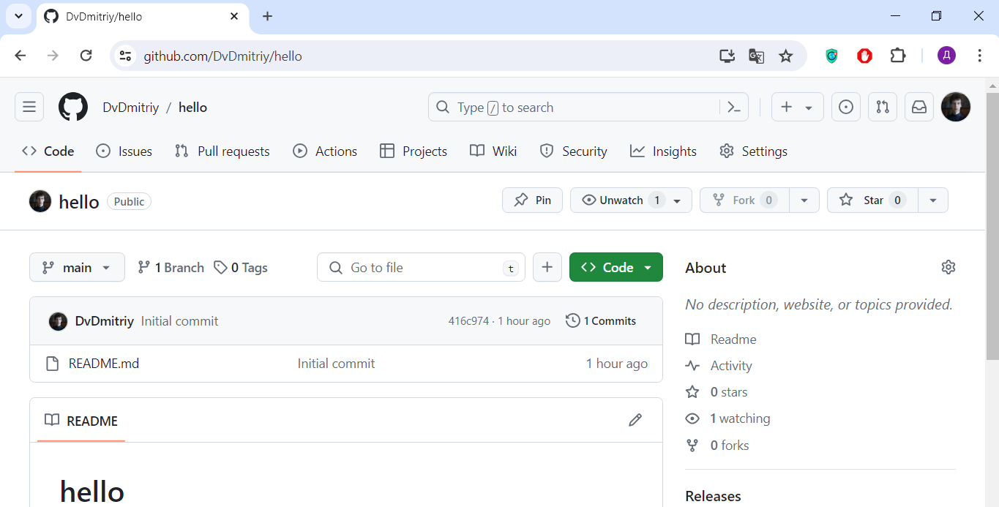 DvDmitriy/hello
github.com/DvDmitriy/hello
Д
DvDmitriy / hello
Type / to search
Code Issues Pull requests Actions Projects Wiki Security Insights Settings
hello Public
Pin Unwatch 1 Fork 0 Star 0
main 1 Branch 0 Tags Go to file t Code
DvDmitriy Initial commit 416c974 · 1 hour ago 1 Commits
README.md Initial commit 1 hour ago
README
hello
About
No description, website, or topics provided.
Readme
Activity
0 stars
1 watching
0 forks
Releases